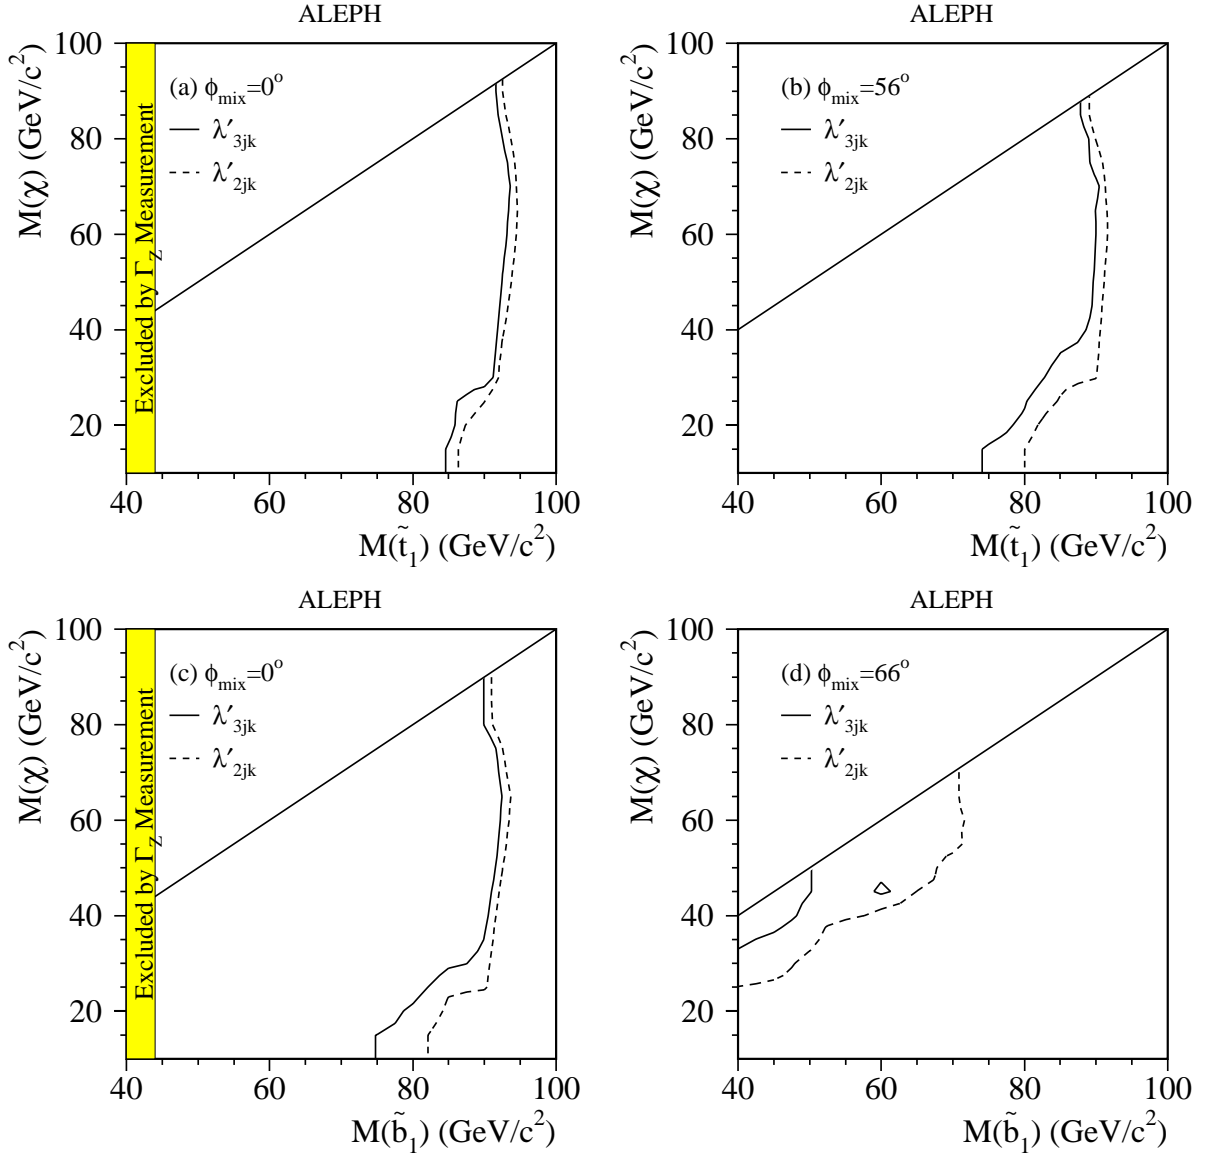 ALEPH
M(χ) (GeV/c²)
100
80
60
40
20
Excluded by Γ_Z Measurement
(a) ϕ_mix=0°
λ′_3jk
λ′_2jk
40 60 80 100
M(t̃_1) (GeV/c²)
ALEPH
M(χ) (GeV/c²)
100
80
60
40
20
(b) ϕ_mix=56°
λ′_3jk
λ′_2jk
40 60 80 100
M(t̃_1) (GeV/c²)
ALEPH
M(χ) (GeV/c²)
100
80
60
40
20
Excluded by Γ_Z Measurement
(c) ϕ_mix=0°
λ′_3jk
λ′_2jk
40 60 80 100
M(b̃_1) (GeV/c²)
ALEPH
M(χ) (GeV/c²)
100
80
60
40
20
(d) ϕ_mix=66°
λ′_3jk
λ′_2jk
40 60 80 100
M(b̃_1) (GeV/c²)